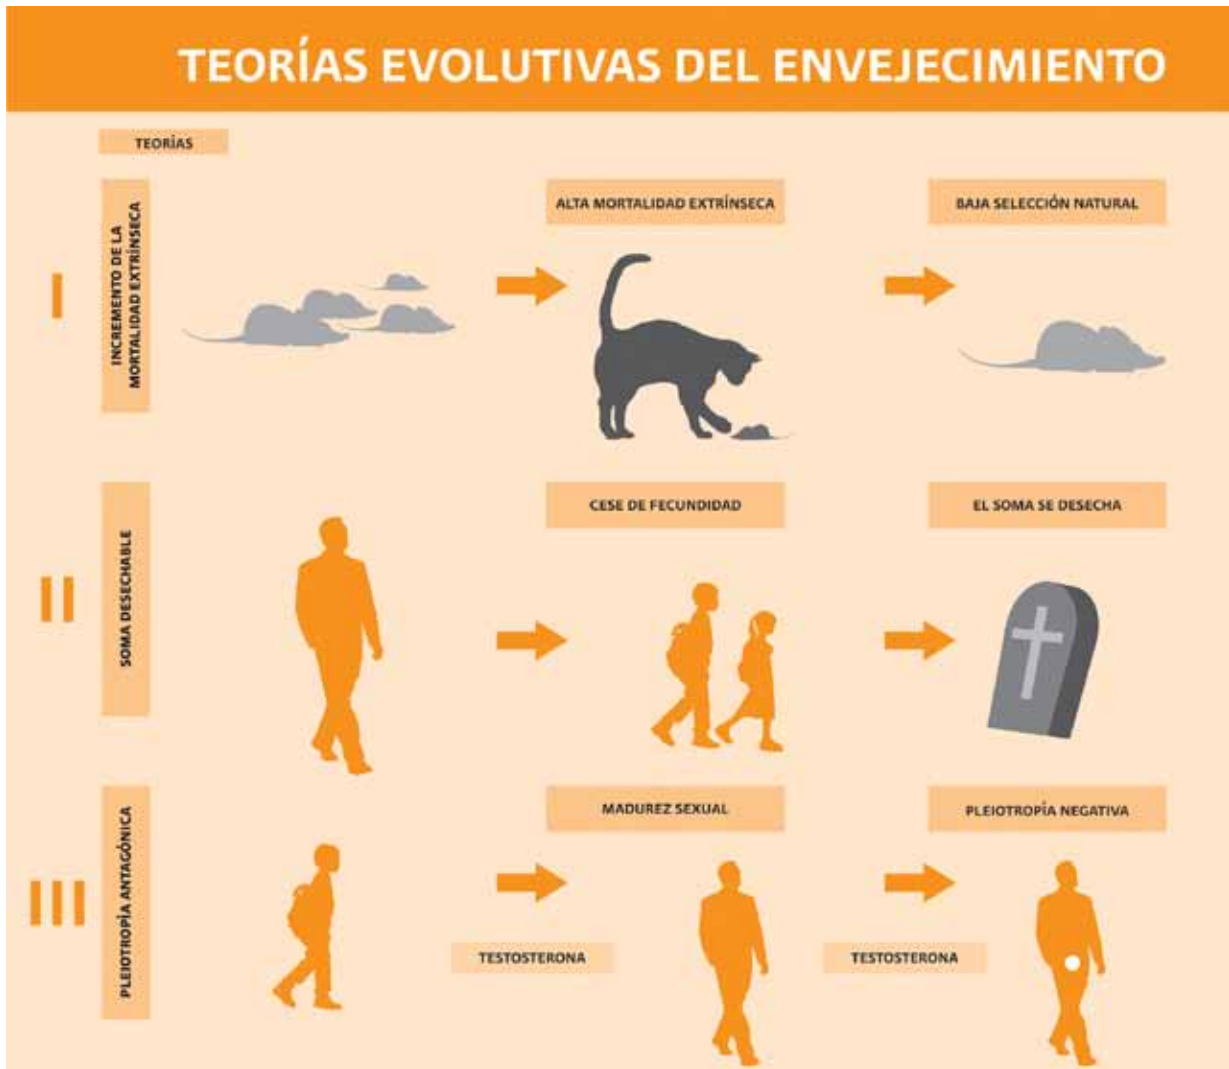 TEORÍAS EVOLUTIVAS DEL ENVEJECIMIENTO
TEORÍAS
I
INCREMENTO DE LA
MORTALIDAD EXTRÍNSECA
ALTA MORTALIDAD EXTRÍNSECA
BAJA SELECCIÓN NATURAL
II
SOMA DESECHABLE
CESE DE FECUNDIDAD
EL SOMA SE DESECHA
III
PLEIOTROPÍA ANTAGÓNICA
MADUREZ SEXUAL
PLEIOTROPÍA NEGATIVA
TESTOSTERONA
TESTOSTERONA